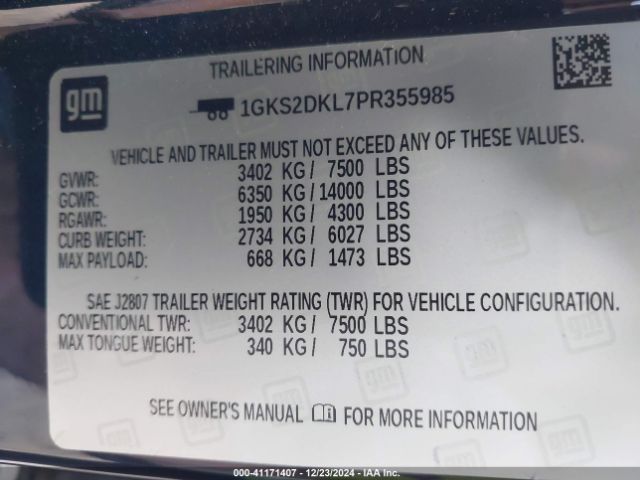 TRAILERING INFORMATION
gm
1GKS2DKL7PR355985
VEHICLE AND TRAILER MUST NOT EXCEED ANY OF THESE VALUES.
GVWR: 3402 KG / 7500 LBS
GCWR: 6350 KG / 14000 LBS
RGAWR: 1950 KG / 4300 LBS
CURB WEIGHT: 2734 KG / 6027 LBS
MAX PAYLOAD: 668 KG / 1473 LBS
SAE J2807 TRAILER WEIGHT RATING (TWR) FOR VEHICLE CONFIGURATION.
CONVENTIONAL TWR: 3402 KG / 7500 LBS
MAX TONGUE WEIGHT: 340 KG / 750 LBS
SEE OWNER'S MANUAL FOR MORE INFORMATION
000-41171407 - 12/23/2024 - IAA Inc.